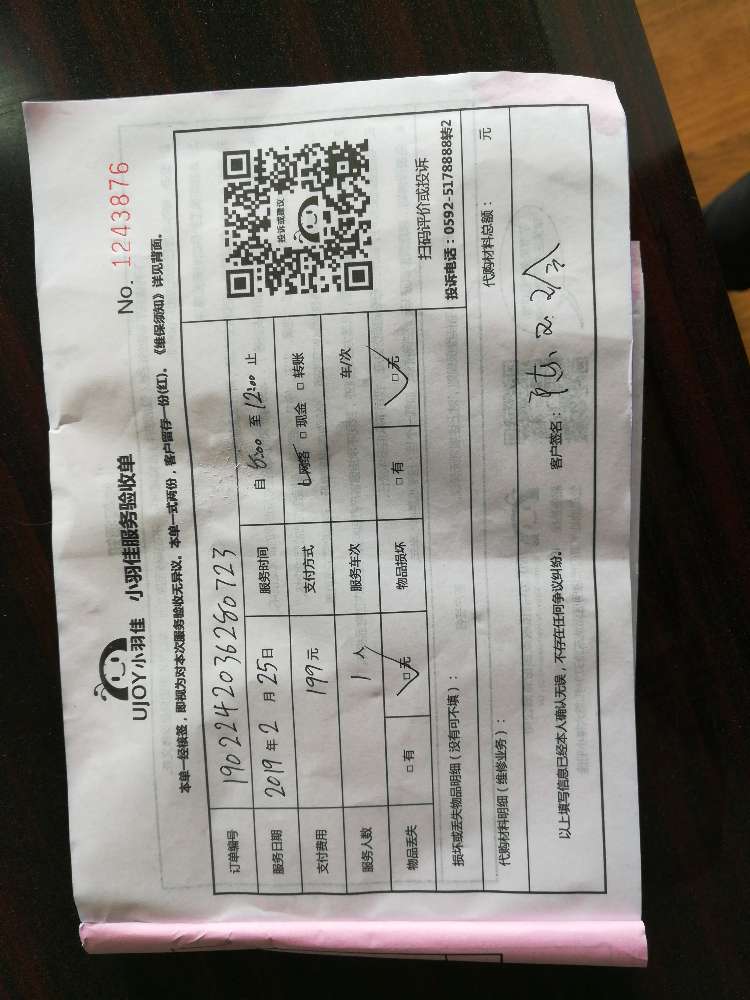 UJOY小羽佳 小羽佳服务验收单
No. 1243876
本单一经核签，即视为对本次服务验收无异议。本单一式两份，客户留存一份(红)。《维保须知》详见背面。
订单编号 1902242036280723
服务日期 2019年2月25日 服务时间 自8:00至12:00止
支付费用 199元 支付方式 □网络 □现金 □转账
服务人数 1人 服务车次 车/次
物品丢失 □有 □无 物品损坏 □有 □无
投诉或建议
扫码评价或投诉
投诉电话：0592-5178888转2
损坏或丢失物品明细（没有可不填）：
代购材料明细（维修业务）： 代购材料总额： 元
以上填写信息已经本人确认无误，不存在任何争议纠纷。 客户签名：